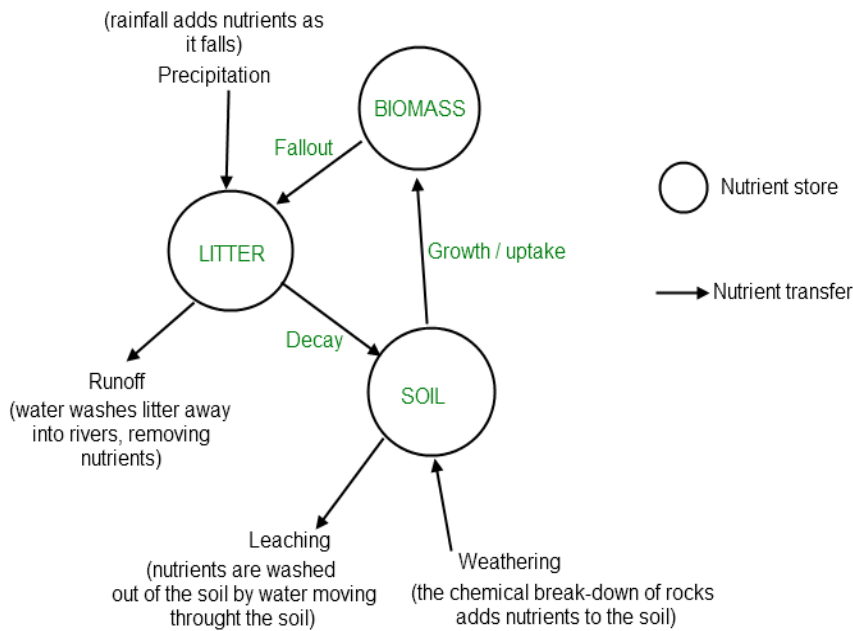 (rainfall adds nutrients as
it falls)
Precipitation
BIOMASS
Fallout
Nutrient store
LITTER
Growth / uptake
Nutrient transfer
Decay
Runoff
(water washes litter away
into rivers, removing
nutrients)
SOIL
Leaching
(nutrients are washed
out of the soil by water moving
throught the soil)
Weathering
(the chemical break-down of rocks
adds nutrients to the soil)